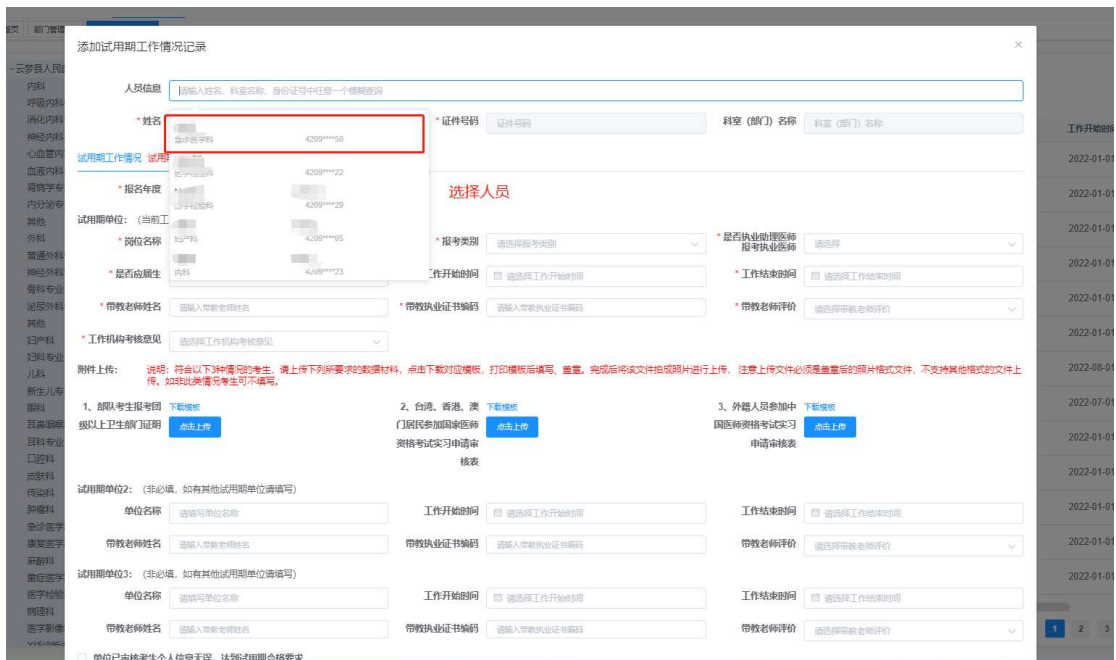 部门管理
添加试用期工作情况记录
云梦县人民
内科
呼吸内科
消化内科
神经内科
心血管内
血液内科
肾病学专
内分泌专
其他
外科
普通外科
神经外科
骨科专业
泌尿外科
其他
妇产科
妇科专业
儿科
新生儿专
眼科
耳鼻咽喉
耳科专业
口腔科
皮肤科
传染科
肿瘤科
急诊医学
康复医学
麻醉科
重症医学
医学检验
病理科
医学影像
人员信息 请输入姓名、科室名称、身份证号中任意一个模糊查询
*姓名
*证件号码 证件号码
科室（部门）名称 科室（部门）名称
急诊医学科 4209****50
4209****22
医学检验科 4209****29
妇产科 4209****05
内科 4209****23
试用期工作情况 试用
*报名年度
选择人员
试用期单位：（当前工
*岗位名称
*报考类别 请选择报考类别
*是否执业助理医师报考执业医师 请选择
*是否应届生
工作开始时间 请选择工作开始时间
*工作结束时间 请选择工作结束时间
*带教老师姓名 请输入带教老师姓名
*带教执业证书编码 请输入带教执业证编码
*带教老师评价 请选择带教老师评价
*工作机构考核意见 请选择工作机构考核意见
附件上传： 说明：符合以下3种情况的考生，请上传下列所要求的数据材料，点击下载对应模板，打印模板后填写、盖章。完成后将该文件拍成照片进行上传， 注意上传文件必须是盖章后的照片格式文件，不支持其他格式的文件上
传。如非此类情况考生可不填写。
1、部队考生报考团 下载模板
级以上卫生部门证明 点击上传
2、台湾、香港、澳 下载模板
门居民参加国家医师 点击上传
资格考试实习申请审
核表
3、外籍人员参加中 下载模板
国医师资格考试实习 点击上传
申请审核表
试用期单位2：（非必填，如有其他试用期单位请填写）
单位名称 请填写单位名称
工作开始时间 请选择工作开始时间
工作结束时间 请选择工作结束时间
带教老师姓名 请输入带教老师姓名
带教执业证书编码 请输入带教执业证书编码
带教老师评价 请选择带教老师评价
试用期单位3：（非必填，如有其他试用期单位请填写）
单位名称 请填写单位名称
工作开始时间 请选择工作开始时间
工作结束时间 请选择工作结束时间
带教老师姓名 请输入带教老师姓名
带教执业证书编码 请输入带教执业证书编码
带教老师评价 请选择带教老师评价
单位已审核考生个人信息无误，达到试用期合格要求
工作开始时
2022-01-01
2022-01-01
2022-01-01
2022-01-01
2022-01-01
2022-01-01
2022-01-01
2022-08-01
2022-07-01
2022-01-01
2022-01-01
2022-01-01
2022-01-01
2022-01-01
1 2 3